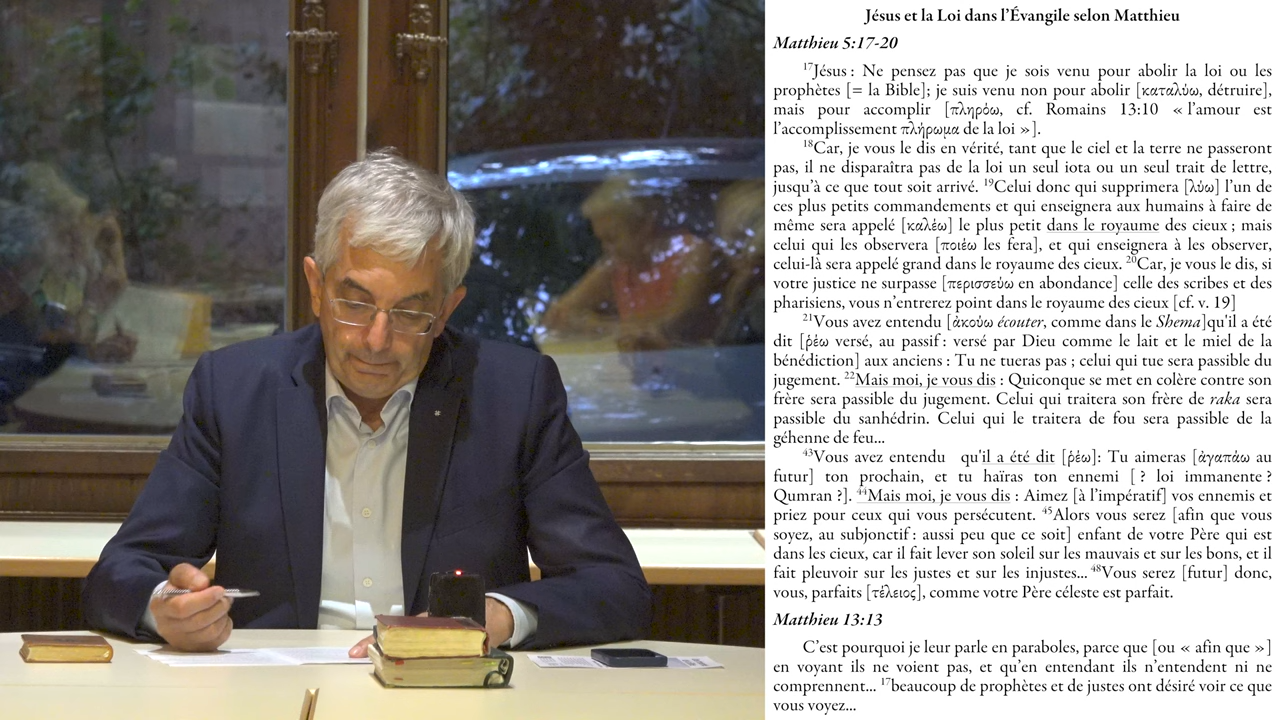 Jésus et la Loi dans l'Évangile selon Matthieu
Matthieu 5:17-20
17Jésus : Ne pensez pas que je sois venu pour abolir la loi ou les
prophètes [= la Bible]; je suis venu non pour abolir [καταλύω, détruire],
mais pour accomplir [πληρόω, cf. Romains 13:10 « l'amour est
l'accomplissement πλήρωμα de la loi »].
18Car, je vous le dis en vérité, tant que le ciel et la terre ne passeront
pas, il ne disparaîtra pas de la loi un seul iota ou un seul trait de lettre,
jusqu'à ce que tout soit arrivé. 19Celui donc qui supprimera [λύω] l'un de
ces plus petits commandements et qui enseignera aux humains à faire de
même sera appelé [καλέω] le plus petit dans le royaume des cieux ; mais
celui qui les observera [ποιέω les fera], et qui enseignera à les observer,
celui-là sera appelé grand dans le royaume des cieux. 20Car, je vous le dis, si
votre justice ne surpasse [περισσεύω en abondance] celle des scribes et des
pharisiens, vous n'entrerez point dans le royaume des cieux [cf. v. 19]
21Vous avez entendu [ἀκούω écouter, comme dans le Shema]qu'il a été
dit [ῥέω versé, au passif : versé par Dieu comme le lait et le miel de la
bénédiction] aux anciens : Tu ne tueras pas ; celui qui tue sera passible du
jugement. 22Mais moi, je vous dis : Quiconque se met en colère contre son
frère sera passible du jugement. Celui qui traitera son frère de raka sera
passible du sanhédrin. Celui qui le traitera de fou sera passible de la
géhenne de feu...
43Vous avez entendu qu'il a été dit [ῥέω]: Tu aimeras [ἀγαπάω au
futur] ton prochain, et tu haïras ton ennemi [ ? loi immanente ?
Qumran ?]. 44Mais moi, je vous dis : Aimez [à l'impératif] vos ennemis et
priez pour ceux qui vous persécutent. 45Alors vous serez [afin que vous
soyez, au subjonctif : aussi peu que ce soit] enfant de votre Père qui est
dans les cieux, car il fait lever son soleil sur les mauvais et sur les bons, et il
fait pleuvoir sur les justes et sur les injustes... 48Vous serez [futur] donc,
vous, parfaits [τέλειος], comme votre Père céleste est parfait.
Matthieu 13:13
C'est pourquoi je leur parle en paraboles, parce que [ou « afin que »]
en voyant ils ne voient pas, et qu'en entendant ils n'entendent ni ne
comprennent... 17beaucoup de prophètes et de justes ont désiré voir ce que
vous voyez...